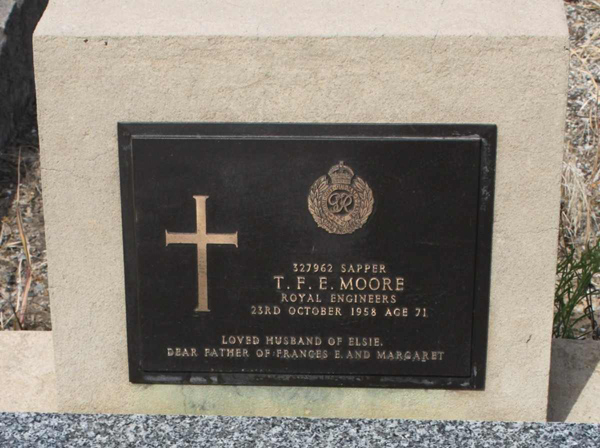 327962 SAPPER
T. F. E. MOORE
ROYAL ENGINEERS
23RD OCTOBER 1958 AGE 71
LOVED HUSBAND OF ELSIE.
DEAR FATHER OF FRANCES E. AND MARGARET